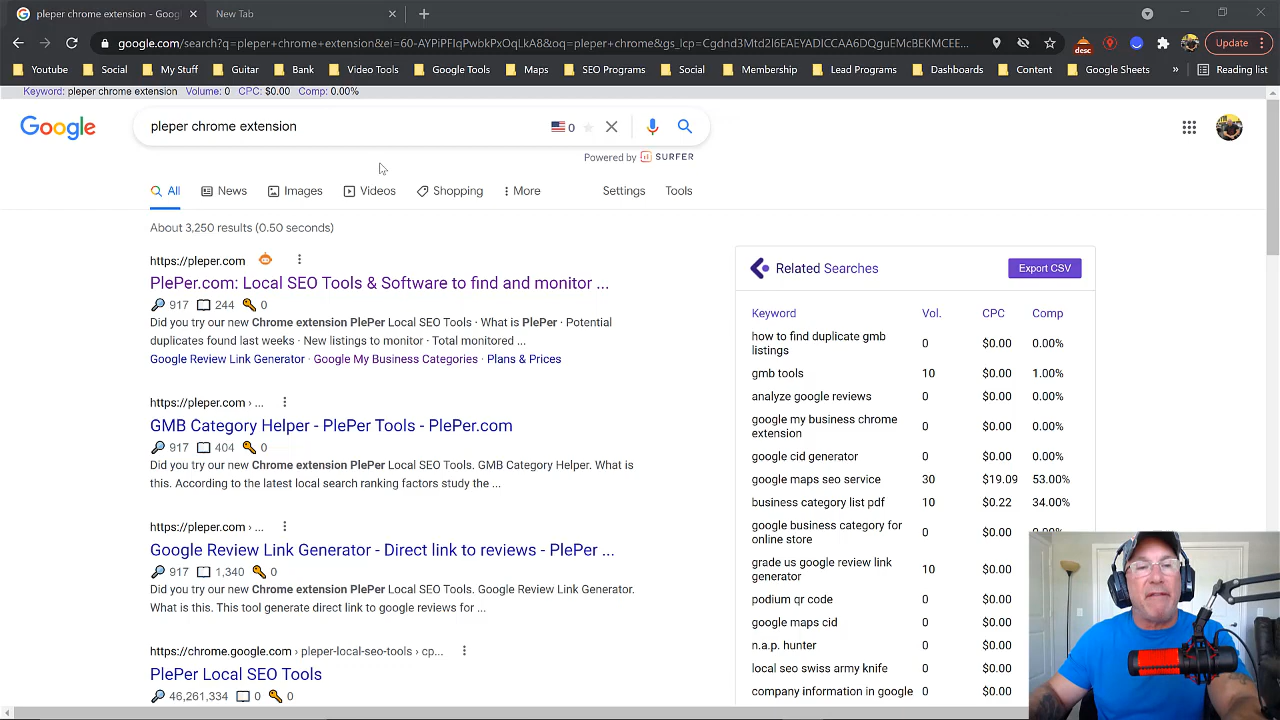 pleper chrome extension - Goog
New Tab
google.com/search?q=pleper+chrome+extension&ei=60-AYPiPFIqPwbkPxOqLkA8&oq=pleper+chrome&gs_lcp=Cgdnd3Mtd2l6EAEYADICCAA6DQguEMcBEKMCEE...
desc
Update
Youtube
Social
My Stuff
Guitar
Bank
Video Tools
Google Tools
Maps
SEO Programs
Social
Membership
Lead Programs
Dashboards
Content
Google Sheets
»
Reading list
Keyword: pleper chrome extension Volume: 0 CPC: $0.00 Comp: 0.00%
Google
pleper chrome extension
0
Powered by SURFER
All
News
Images
Videos
Shopping
More
Settings
Tools
About 3,250 results (0.50 seconds)
https://pleper.com
PlePer.com: Local SEO Tools & Software to find and monitor ...
917 244 0
Did you try our new Chrome extension PlePer Local SEO Tools · What is PlePer · Potential
duplicates found last weeks · New listings to monitor · Total monitored ...
Google Review Link Generator · Google My Business Categories · Plans & Prices
https://pleper.com › ...
GMB Category Helper - PlePer Tools - PlePer.com
917 404 0
Did you try our new Chrome extension PlePer Local SEO Tools. GMB Category Helper. What is
this. According to the latest local search ranking factors study the ...
https://pleper.com › ...
Google Review Link Generator - Direct link to reviews - PlePer ...
917 1,340 0
Did you try our new Chrome extension PlePer Local SEO Tools. Google Review Link Generator.
What is this. This tool generate direct link to google reviews for ...
https://chrome.google.com › pleper-local-seo-tools › cp...
PlePer Local SEO Tools
46,261,334 0 0
Related Searches
Export CSV
Keyword Vol. CPC Comp
how to find duplicate gmb
listings 0 $0.00 0.00%
gmb tools 10 $0.00 1.00%
analyze google reviews 0 $0.00 0.00%
google my business chrome
extension 0 $0.00 0.00%
google cid generator 0 $0.00 0.00%
google maps seo service 30 $19.09 53.00%
business category list pdf 10 $0.22 34.00%
google business category for
online store 0 $0.00
grade us google review link
generator 10 $0.00
podium qr code 0 $0.00
google maps cid 0 $0.00
n.a.p. hunter 0 $0.00
local seo swiss army knife 0 $0.00
company information in google 0 $0.00